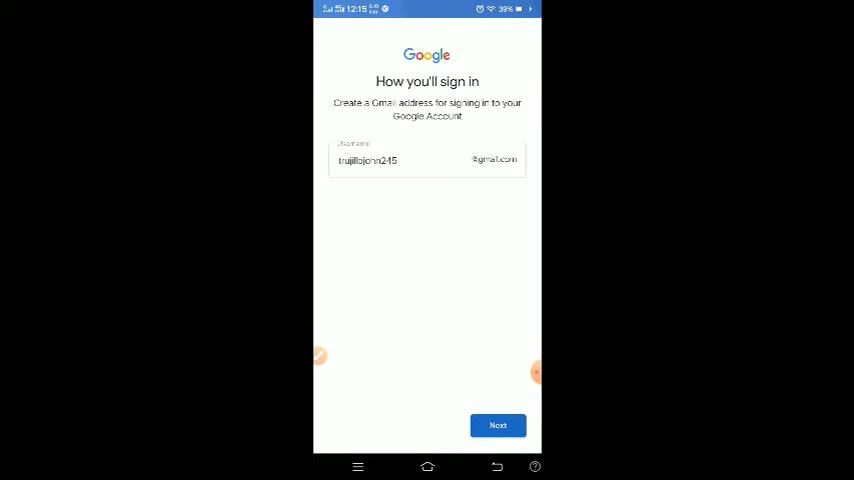 12:15
39%
Google
How you'll sign in
Create a Gmail address for signing in to your
Google Account
Username
trujillojohn245
@gmail.com
Next